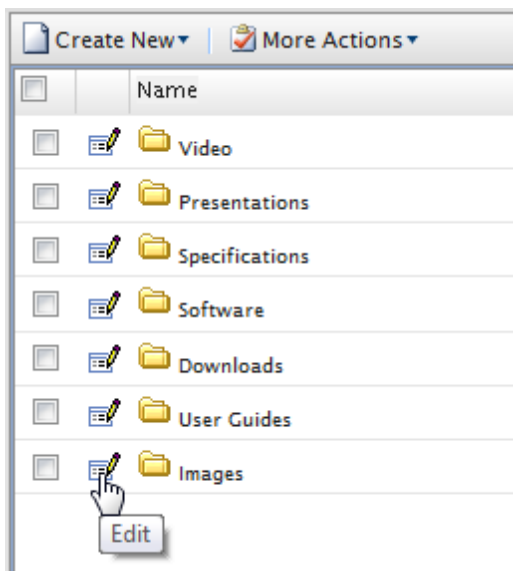 Create New More Actions
Name
Video
Presentations
Specifications
Software
Downloads
User Guides
Images
Edit